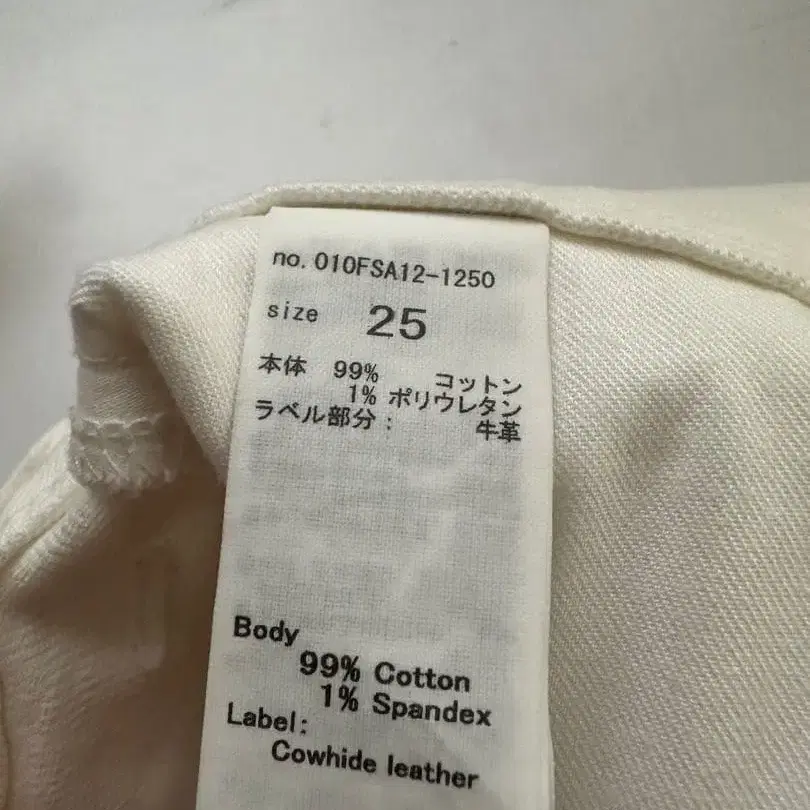 no. 010FSA12-1250
size 25
本体 99% コットン
1% ポリウレタン
ラベル部分: 牛革
Body
99% Cotton
1% Spandex
Label:
Cowhide leather